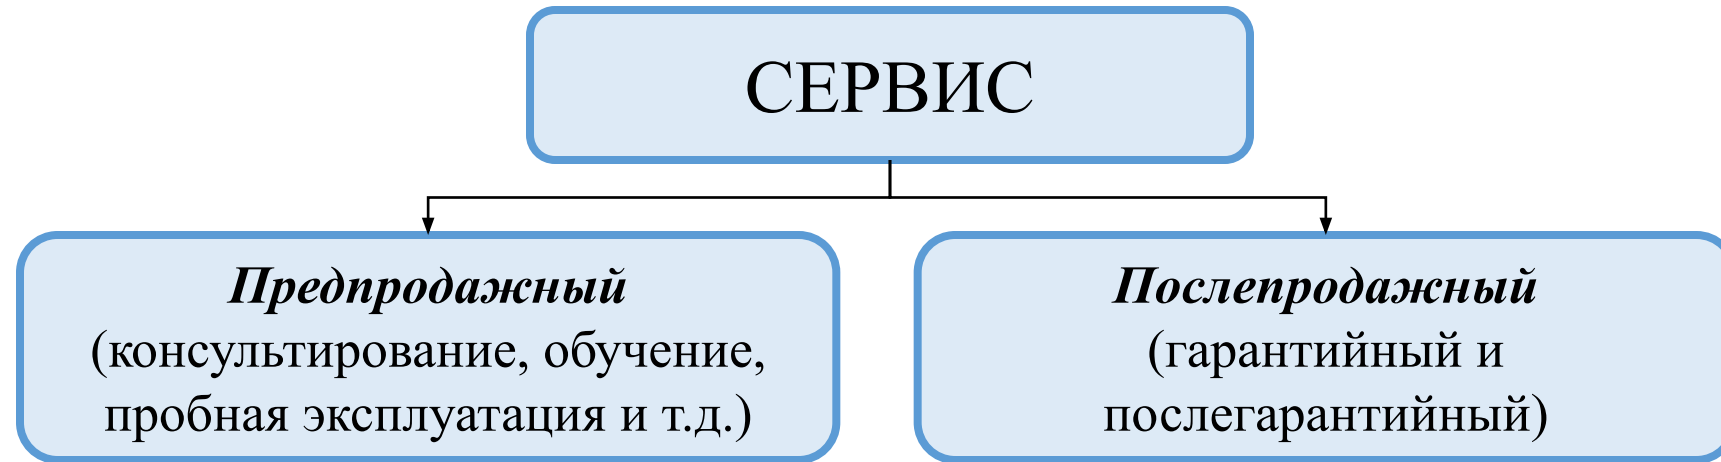 СЕРВИС
Предпродажный
(консультирование, обучение,
пробная эксплуатация и т.д.)
Послепродажный
(гарантийный и
послегарантийный)